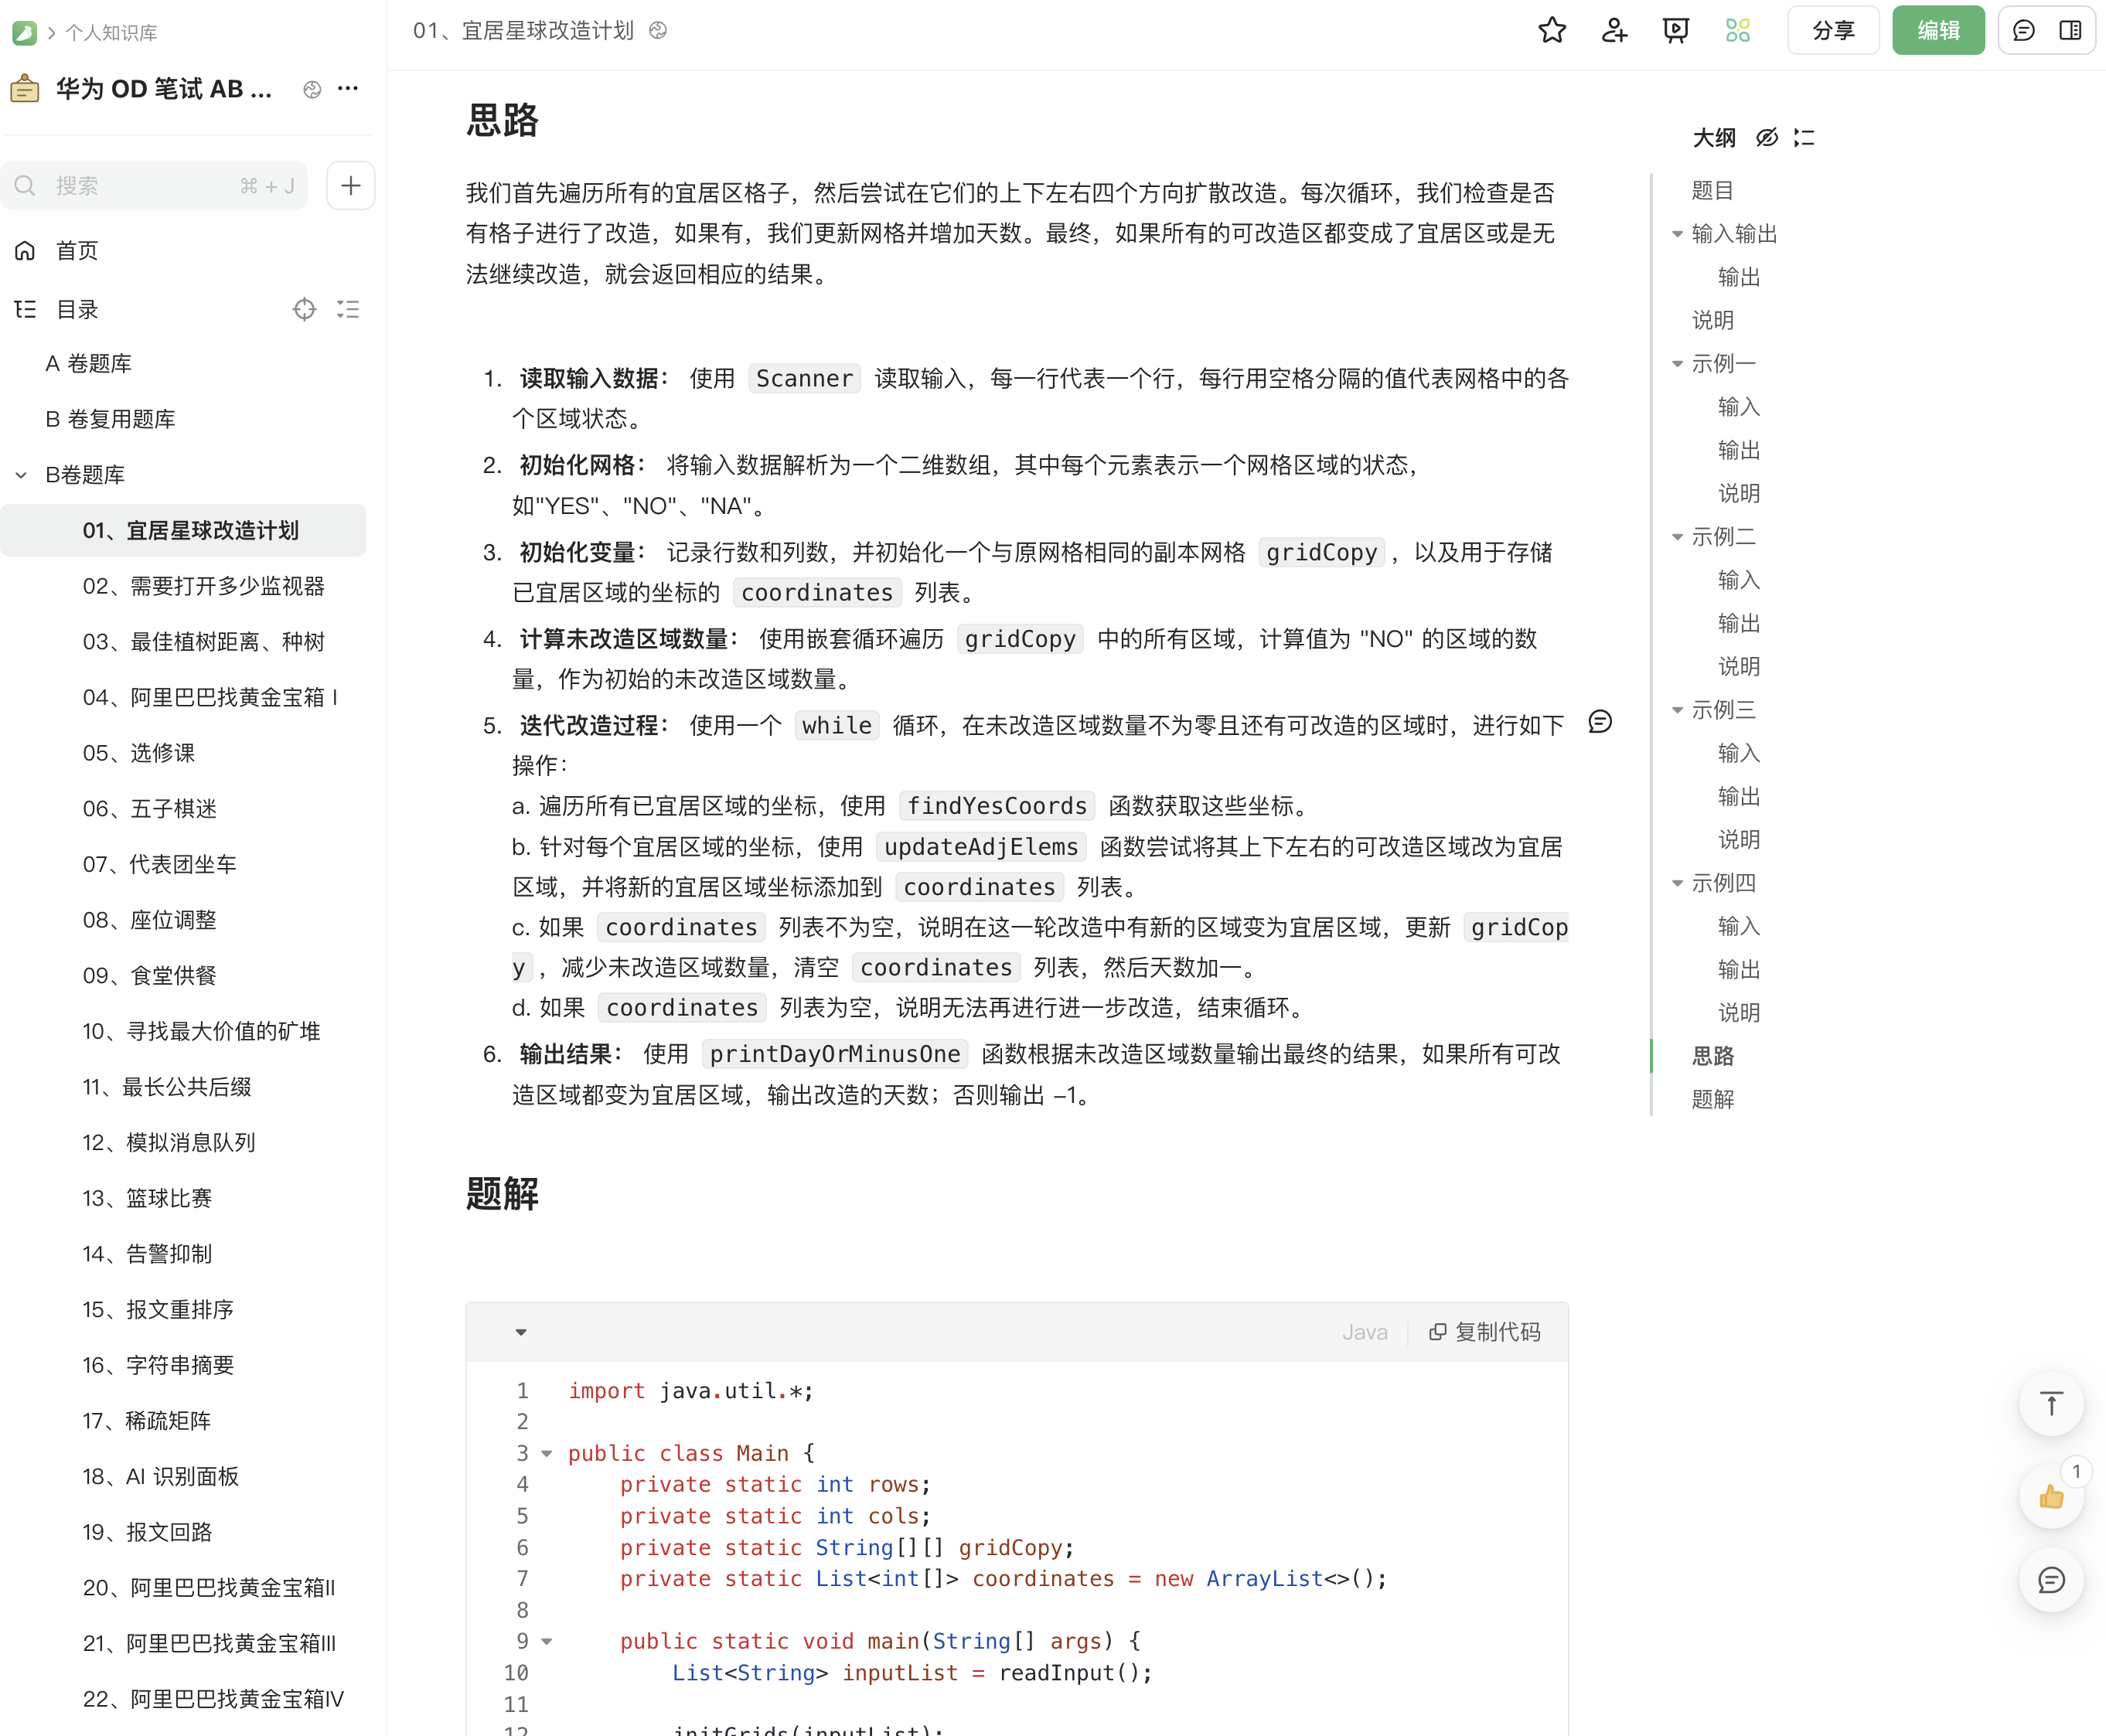 个人知识库
华为 OD 笔试 AB ...
搜索
⌘ + J
首页
目录
A 卷题库
B 卷复用题库
B卷题库
01、宜居星球改造计划
02、需要打开多少监视器
03、最佳植树距离、种树
04、阿里巴巴找黄金宝箱 I
05、选修课
06、五子棋迷
07、代表团坐车
08、座位调整
09、食堂供餐
10、寻找最大价值的矿堆
11、最长公共后缀
12、模拟消息队列
13、篮球比赛
14、告警抑制
15、报文重排序
16、字符串摘要
17、稀疏矩阵
18、AI 识别面板
19、报文回路
20、阿里巴巴找黄金宝箱II
21、阿里巴巴找黄金宝箱III
22、阿里巴巴找黄金宝箱IV
01、宜居星球改造计划
分享
编辑
思路
我们首先遍历所有的宜居区格子，然后尝试在它们的上下左右四个方向扩散改造。每次循环，我们检查是否
有格子进行了改造，如果有，我们更新网格并增加天数。最终，如果所有的可改造区都变成了宜居区或是无
法继续改造，就会返回相应的结果。
1. 读取输入数据： 使用 Scanner 读取输入，每一行代表一个行，每行用空格分隔的值代表网格中的各
个区域状态。
2. 初始化网格： 将输入数据解析为一个二维数组，其中每个元素表示一个网格区域的状态，
如"YES"、"NO"、"NA"。
3. 初始化变量： 记录行数和列数，并初始化一个与原网格相同的副本网格 gridCopy ，以及用于存储
已宜居区域的坐标的 coordinates 列表。
4. 计算未改造区域数量： 使用嵌套循环遍历 gridCopy 中的所有区域，计算值为 "NO" 的区域的数
量，作为初始的未改造区域数量。
5. 迭代改造过程： 使用一个 while 循环，在未改造区域数量不为零且还有可改造的区域时，进行如下
操作：
a. 遍历所有已宜居区域的坐标，使用 findYesCoords 函数获取这些坐标。
b. 针对每个宜居区域的坐标，使用 updateAdjElems 函数尝试将其上下左右的可改造区域改为宜居
区域，并将新的宜居区域坐标添加到 coordinates 列表。
c. 如果 coordinates 列表不为空，说明在这一轮改造中有新的区域变为宜居区域，更新 gridCop
y ，减少未改造区域数量，清空 coordinates 列表，然后天数加一。
d. 如果 coordinates 列表为空，说明无法再进行进一步改造，结束循环。
6. 输出结果： 使用 printDayOrMinusOne 函数根据未改造区域数量输出最终的结果，如果所有可改
造区域都变为宜居区域，输出改造的天数；否则输出 –1。
题解
Java
复制代码
1 import java.util.*;
2
3 public class Main {
4 private static int rows;
5 private static int cols;
6 private static String[][] gridCopy;
7 private static List<int[]> coordinates = new ArrayList<>();
8
9 public static void main(String[] args) {
10 List<String> inputList = readInput();
11
12 initGrids(inputList);
大纲
题目
输入输出
输出
说明
示例一
输入
输出
说明
示例二
输入
输出
说明
示例三
输入
输出
说明
示例四
输入
输出
说明
思路
题解
1